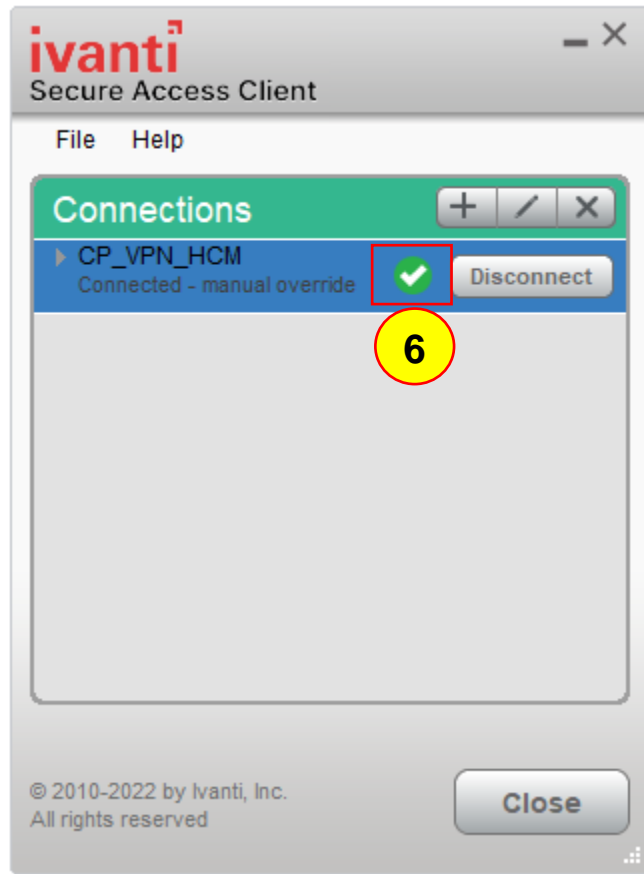 ivanti
Secure Access Client
File Help
Connections
CP_VPN_HCM
Connected - manual override
Disconnect
6
© 2010-2022 by Ivanti, Inc.
All rights reserved
Close